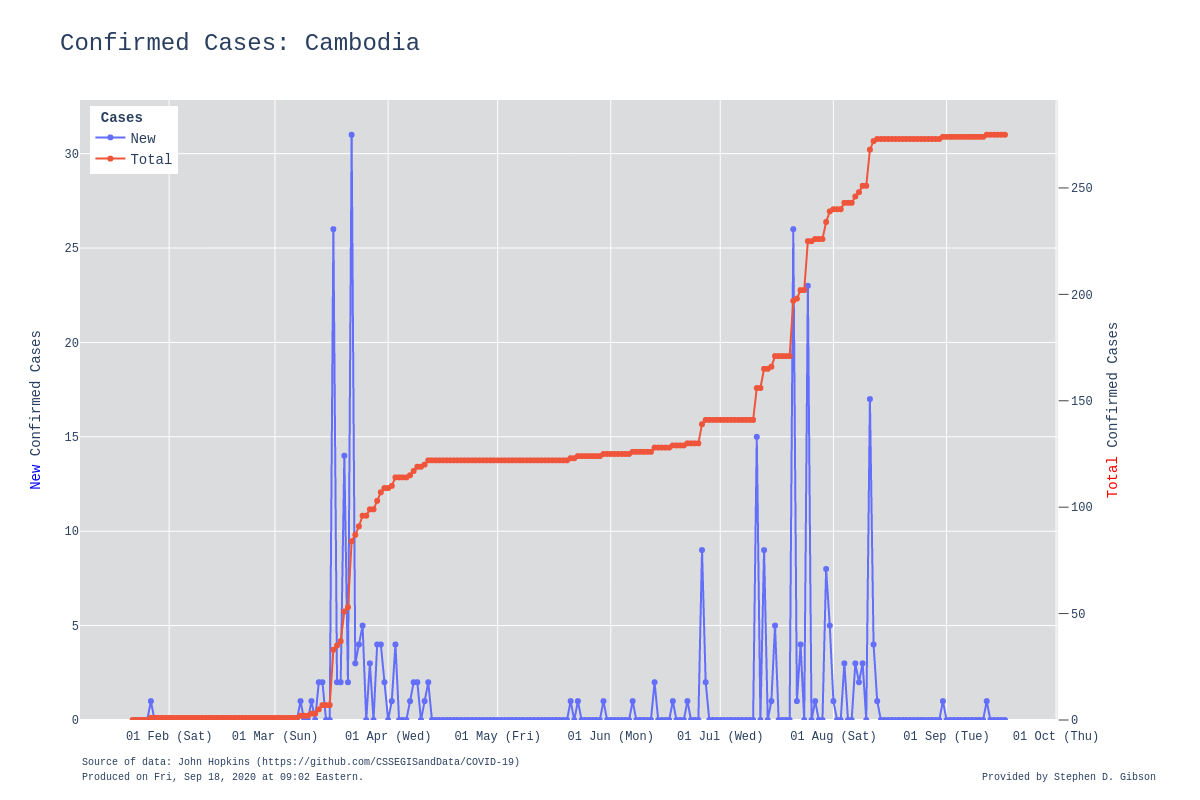 Confirmed Cases: Cambodia
Cases
New
Total
30
25
20
15
10
5
0
250
200
150
100
50
0
New Confirmed Cases
Total Confirmed Cases
01 Feb (Sat) 01 Mar (Sun) 01 Apr (Wed) 01 May (Fri) 01 Jun (Mon) 01 Jul (Wed) 01 Aug (Sat) 01 Sep (Tue) 01 Oct (Thu)
Source of data: John Hopkins (https://github.com/CSSEGISandData/COVID-19)
Produced on Fri, Sep 18, 2020 at 09:02 Eastern.
Provided by Stephen D. Gibson